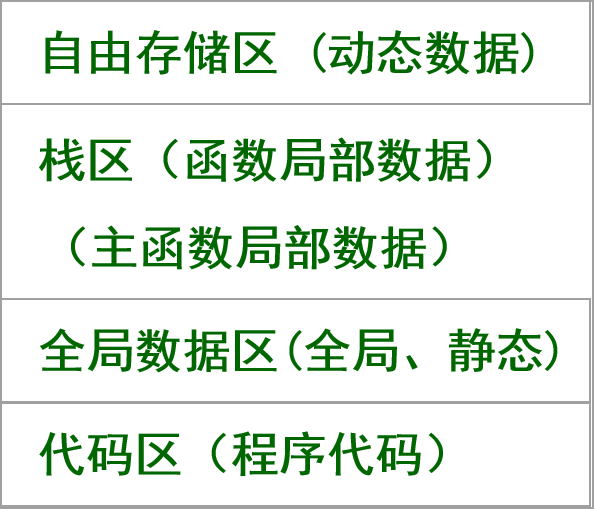 自由存储区 (动态数据)
栈区（函数局部数据）
（主函数局部数据）
全局数据区(全局、静态)
代码区（程序代码）